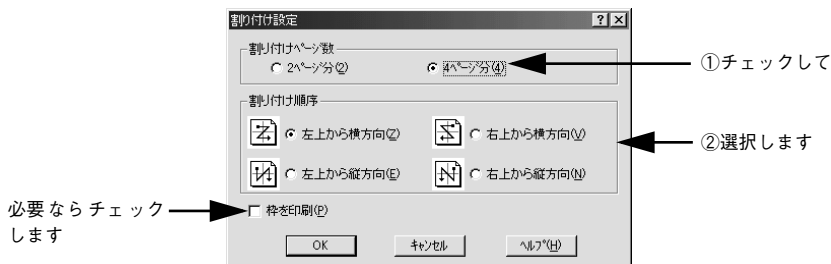 割り付け設定
割り付けページ数
2ページ分(2)
4ページ分(4)
①チェックして
割り付け順序
左上から横方向(Z)
右上から横方向(V)
左上から縦方向(E)
右上から縦方向(N)
②選択します
必要ならチェック
します
枠を印刷(P)
OK
キャンセル
ヘルプ(H)